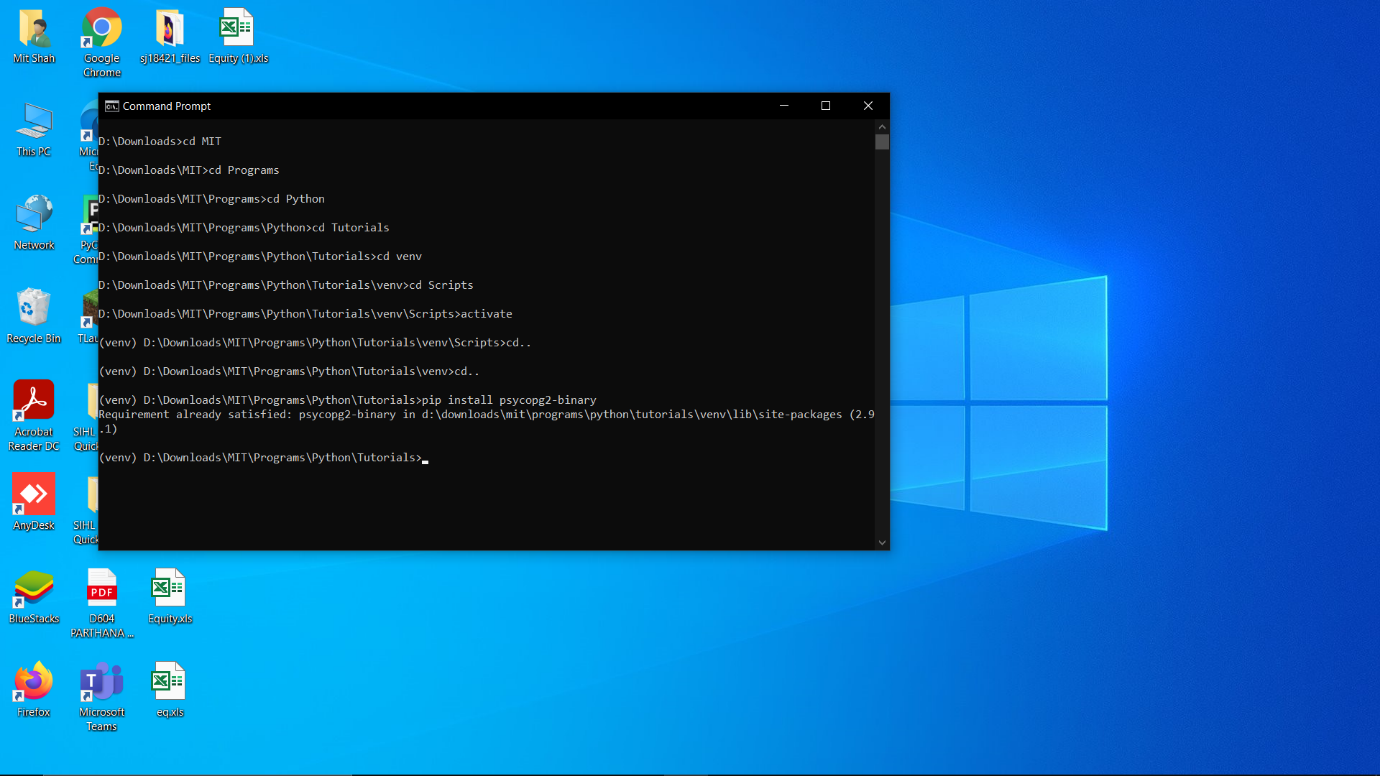 Mit Shah
Google
Chrome
sj18421_files
Equity (1).xls
This PC
Network
Recycle Bin
Acrobat
Reader DC
AnyDesk
BlueStacks
Firefox
SIHL
Quick
SIHL
Quick
D604
PARTHANA ...
Microsoft
Teams
Equity.xls
eq.xls
Command Prompt
D:\Downloads>cd MIT
D:\Downloads\MIT>cd Programs
D:\Downloads\MIT\Programs>cd Python
D:\Downloads\MIT\Programs\Python>cd Tutorials
D:\Downloads\MIT\Programs\Python\Tutorials>cd venv
D:\Downloads\MIT\Programs\Python\Tutorials\venv>cd Scripts
D:\Downloads\MIT\Programs\Python\Tutorials\venv\Scripts>activate
(venv) D:\Downloads\MIT\Programs\Python\Tutorials\venv\Scripts>cd..
(venv) D:\Downloads\MIT\Programs\Python\Tutorials\venv>cd..
(venv) D:\Downloads\MIT\Programs\Python\Tutorials>pip install psycopg2-binary
Requirement already satisfied: psycopg2-binary in d:\downloads\mit\programs\python\tutorials\venv\lib\site-packages (2.9
.1)
(venv) D:\Downloads\MIT\Programs\Python\Tutorials>